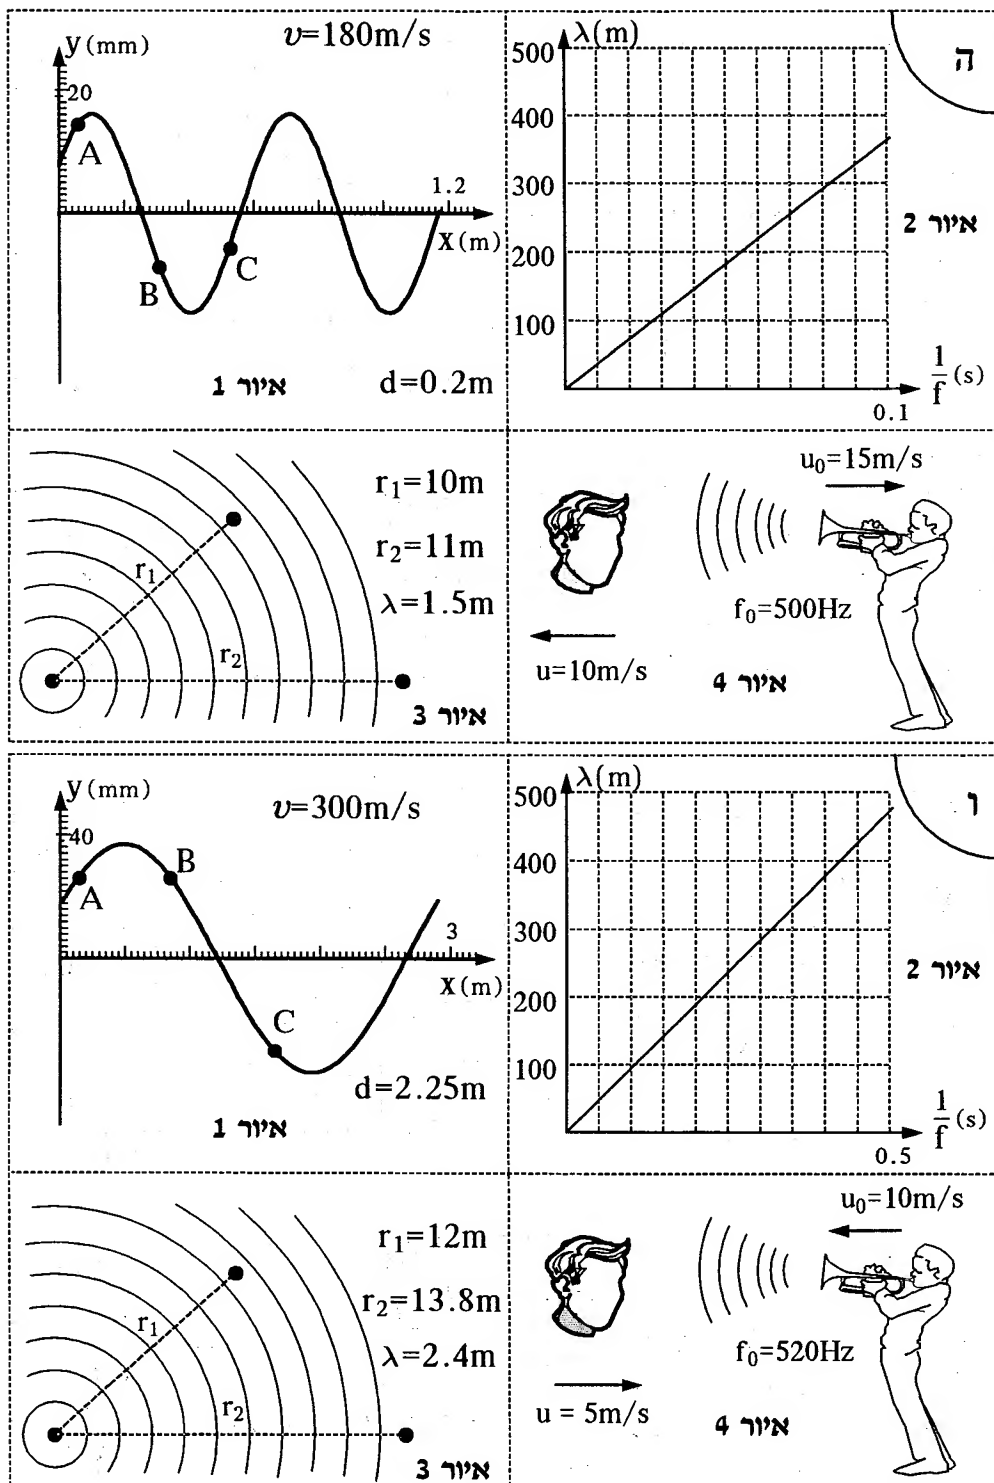 ה
y(mm)
υ=180m/s
20
A
B
C
1.2
x(m)
איור 1
d=0.2m
λ(m)
500
400
300
200
100
איור 2
1/f (s)
0.1
r₁=10m
r₂=11m
λ=1.5m
r₁
r₂
איור 3
u₀=15m/s
f₀=500Hz
u=10m/s
איור 4
ו
y(mm)
υ=300m/s
40
A
B
C
3
x(m)
d=2.25m
איור 1
λ(m)
500
400
300
200
100
איור 2
1/f (s)
0.5
r₁=12m
r₂=13.8m
λ=2.4m
r₁
r₂
איור 3
u₀=10m/s
f₀=520Hz
u = 5m/s
איור 4